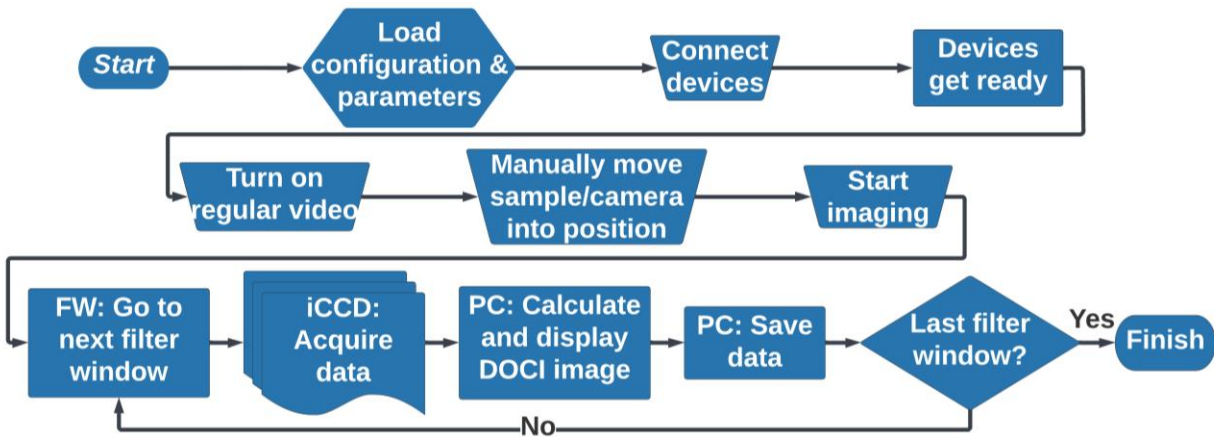 Start
Load
configuration &
parameters
Connect
devices
Devices
get ready
Turn on
regular video
Manually move
sample/camera
into position
Start
imaging
FW: Go to
next filter
window
iCCD:
Acquire
data
PC: Calculate
and display
DOCI image
PC: Save
data
Last filter
window?
Yes
Finish
No